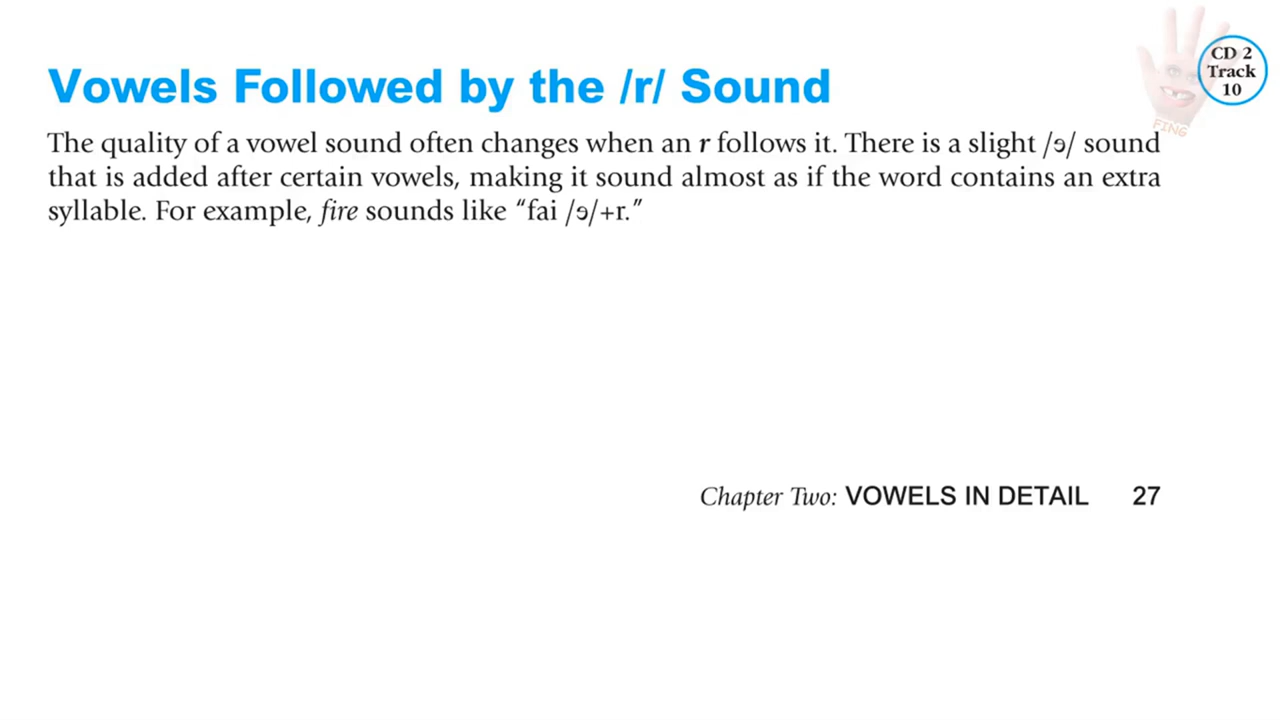 CD 2
Track
10
FING
Vowels Followed by the /r/ Sound
The quality of a vowel sound often changes when an r follows it. There is a slight /ɘ/ sound
that is added after certain vowels, making it sound almost as if the word contains an extra
syllable. For example, fire sounds like “fai /ɘ/+r.”
Chapter Two: VOWELS IN DETAIL 27